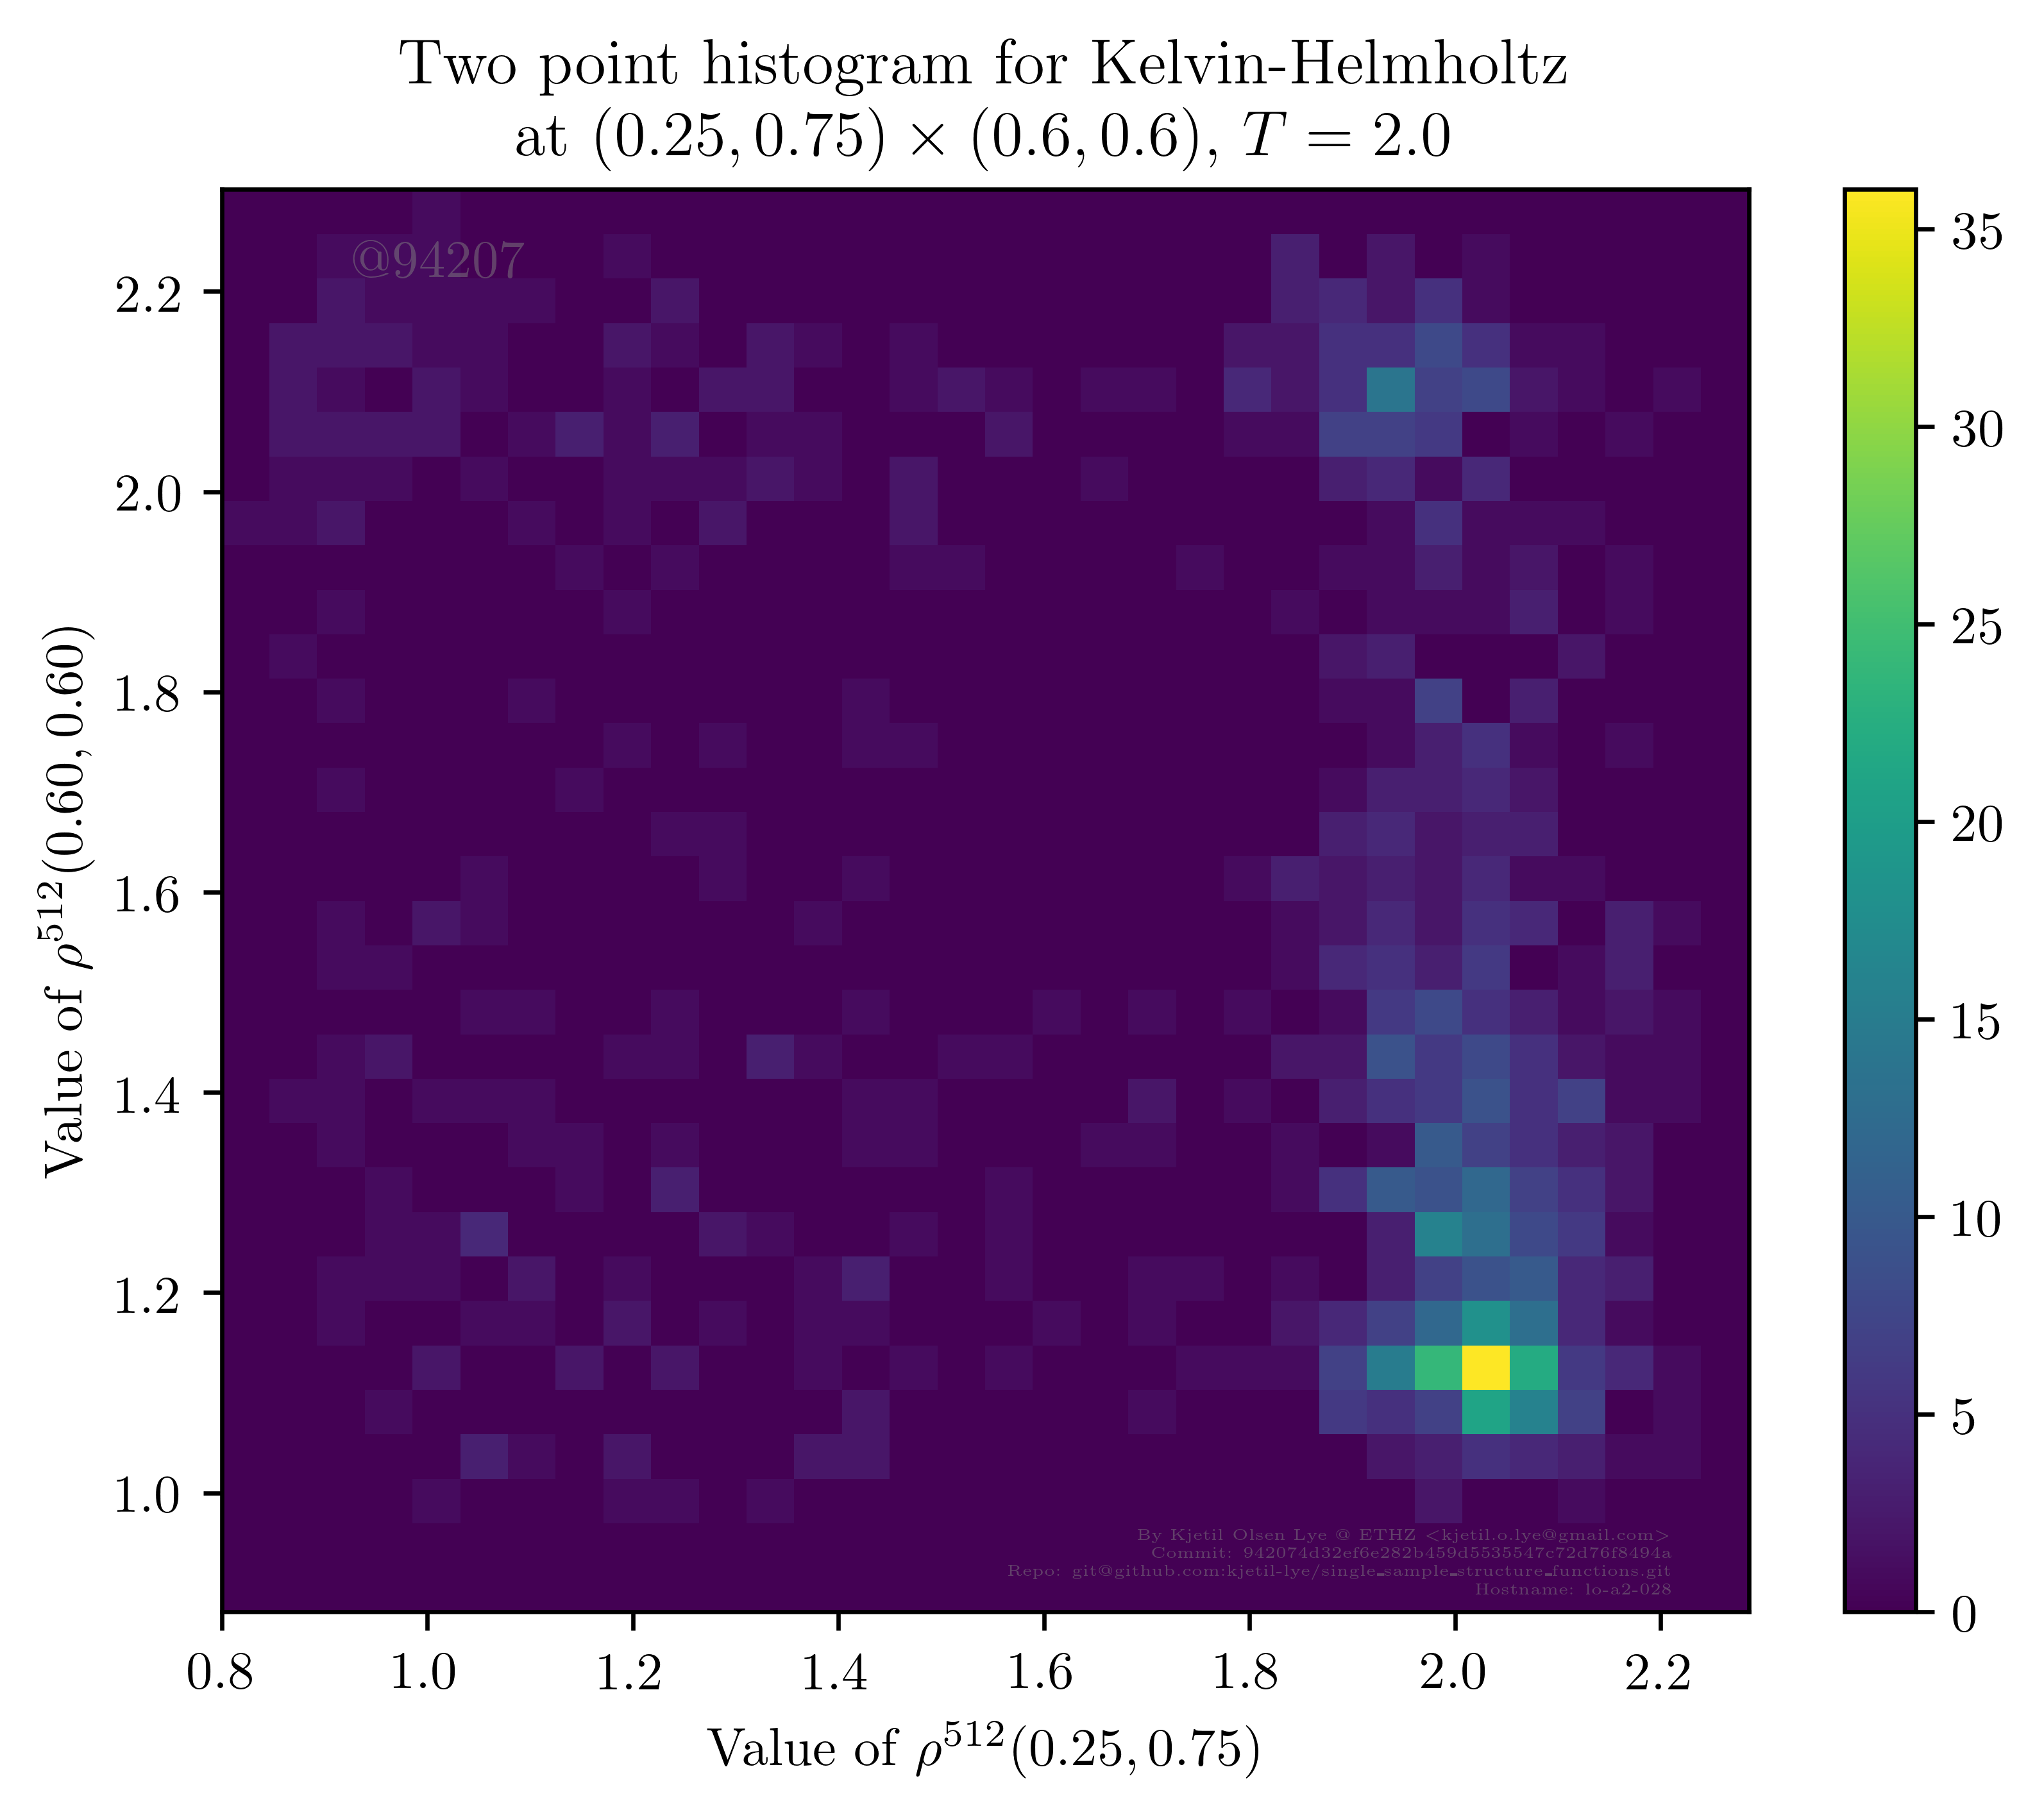 Two point histogram for Kelvin-Helmholtz
at (0.25, 0.75) × (0.6, 0.6), T = 2.0
@94207
2.2
2.0
1.8
1.6
1.4
1.2
1.0
Value of ρ^512(0.60, 0.60)
0.8 1.0 1.2 1.4 1.6 1.8 2.0 2.2
Value of ρ^512(0.25, 0.75)
35
30
25
20
15
10
5
0
By Kjetil Olsen Lye @ ETHZ <kjetil.o.lye@gmail.com>
Commit: 942074d32ef6e282b459d5535547c72d76f8494a
Repo: git@github.com:kjetil-lye/single_sample_structure_functions.git
Hostname: lo-a2-028